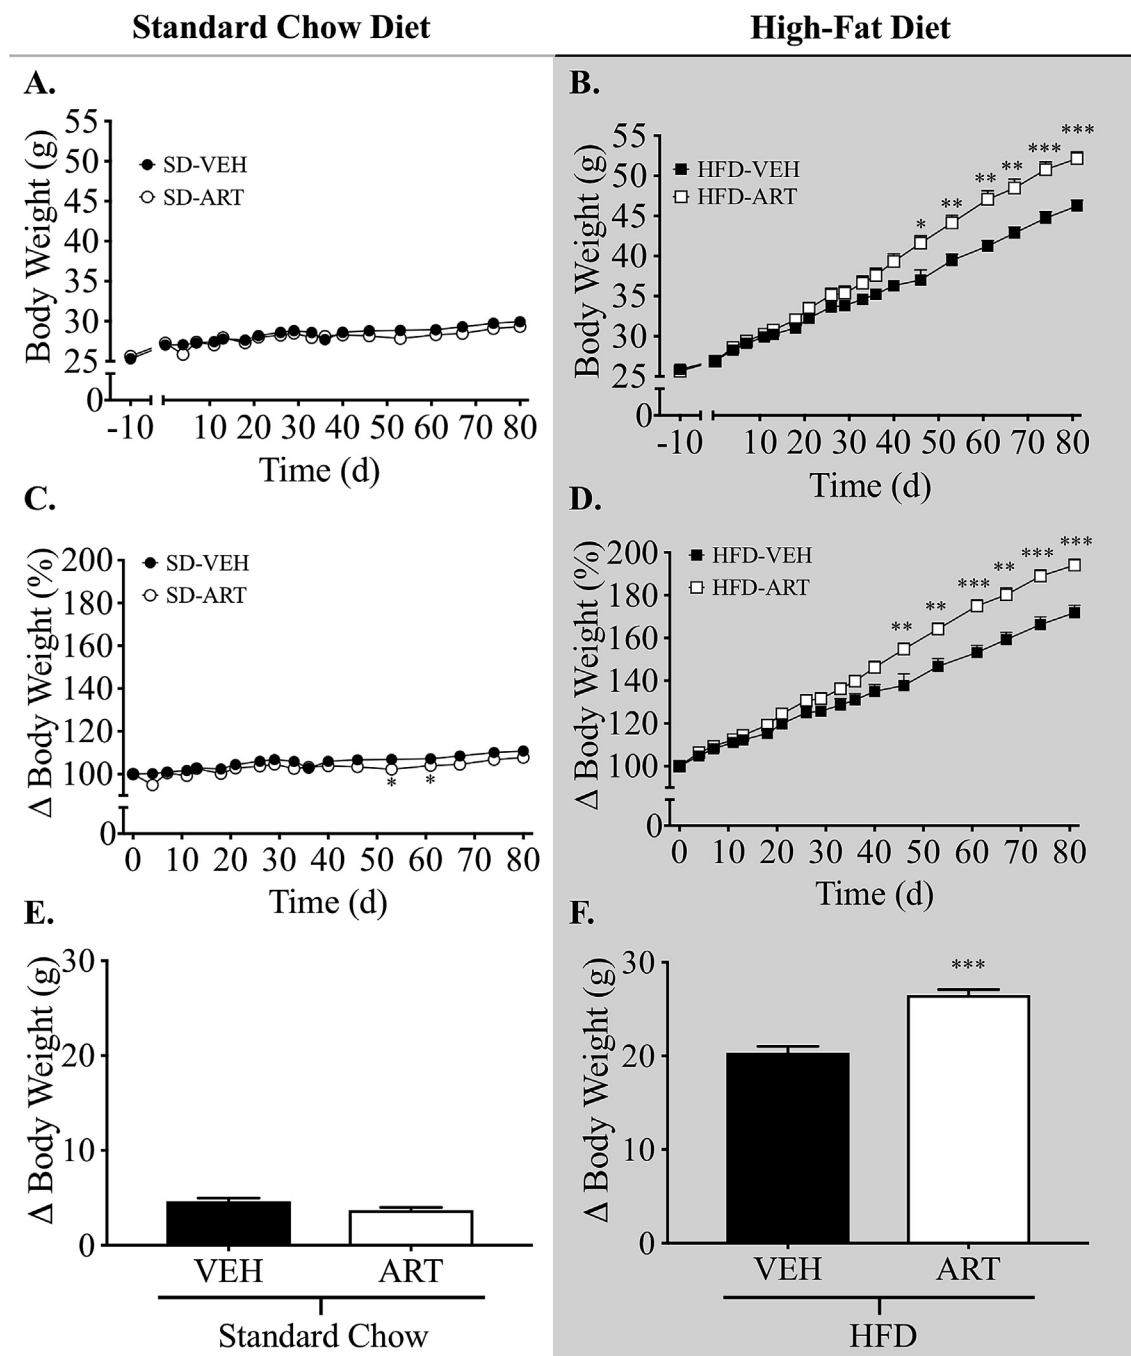 Standard Chow Diet
High-Fat Diet
A.
Body Weight (g)
55
50
45
40
35
30
25
0
SD-VEH
SD-ART
-10 10 20 30 40 50 60 70 80
Time (d)
B.
Body Weight (g)
55
50
45
40
35
30
25
0
HFD-VEH
HFD-ART
* ** ** ** *** ***
-10 10 20 30 40 50 60 70 80
Time (d)
C.
Δ Body Weight (%)
200
180
160
140
120
100
0
SD-VEH
SD-ART
* *
0 10 20 30 40 50 60 70 80
Time (d)
D.
Δ Body Weight (%)
200
180
160
140
120
100
0
HFD-VEH
HFD-ART
** ** *** ** *** ***
0 10 20 30 40 50 60 70 80
Time (d)
E.
Δ Body Weight (g)
30
20
10
0
VEH ART
Standard Chow
F.
Δ Body Weight (g)
30
20
10
0
***
VEH ART
HFD